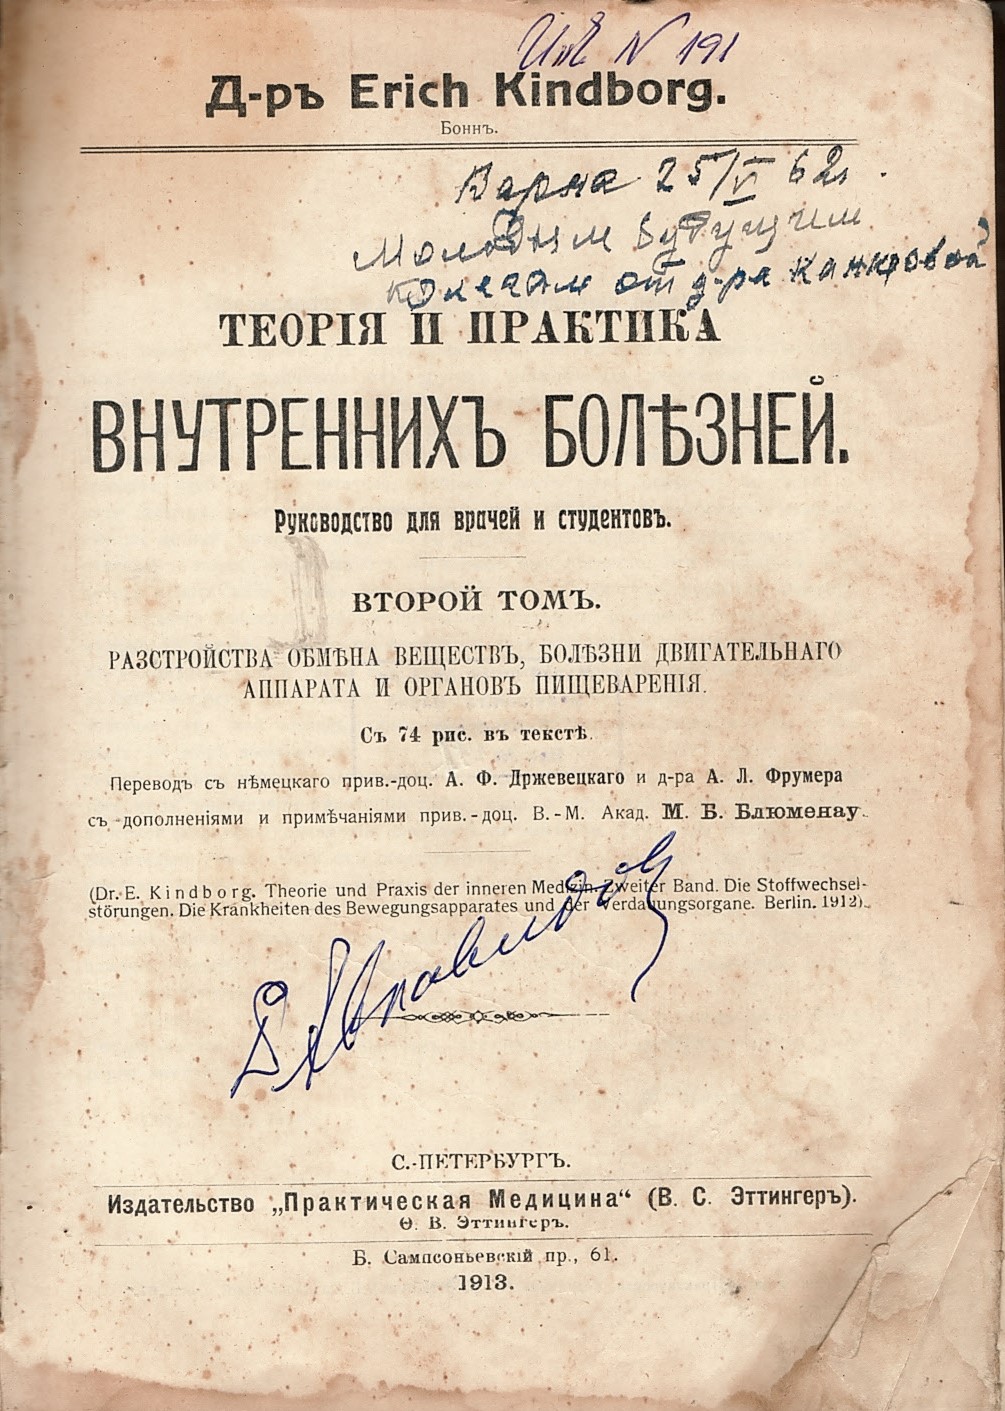 Инв N 191
Д-ръ Erich Kindborg.
Боннъ.
Варна 25/VI 62г.
Молодым будущим
колегам от д-ра
ТЕОРІЯ И ПРАКТИКА
ВНУТРЕННИХЪ БОЛѢЗНЕЙ.
Руководство для врачей и студентовъ.
ВТОРОЙ ТОМЪ.
РАЗСТРОЙСТВА ОБМѢНА ВЕЩЕСТВЪ, БОЛѢЗНИ ДВИГАТЕЛЬНАГО
АППАРАТА И ОРГАНОВЪ ПИЩЕВАРЕНІЯ.
Съ 74 рис. въ текстѣ.
Переводъ съ нѣмецкаго прив.-доц. А. Ф. Држевецкаго и д-ра А. Л. Фрумера
съ дополненіями и примѣчаніями прив.-доц. В.-М. Акад. М. Б. Блюменау.
(Dr. E. Kindborg. Theorie und Praxis der inneren Medizin. Zweiter Band. Die Stoffwechsel-
störungen. Die Krankheiten des Bewegungsapparates und der Verdauungsorgane. Berlin. 1912).
С.-ПЕТЕРБУРГЪ.
Издательство „Практическая Медицина“ (В. С. Эттингеръ).
Ѳ. В. Эттингеръ.
Б. Сампсоньевскій пр., 61.
1913.